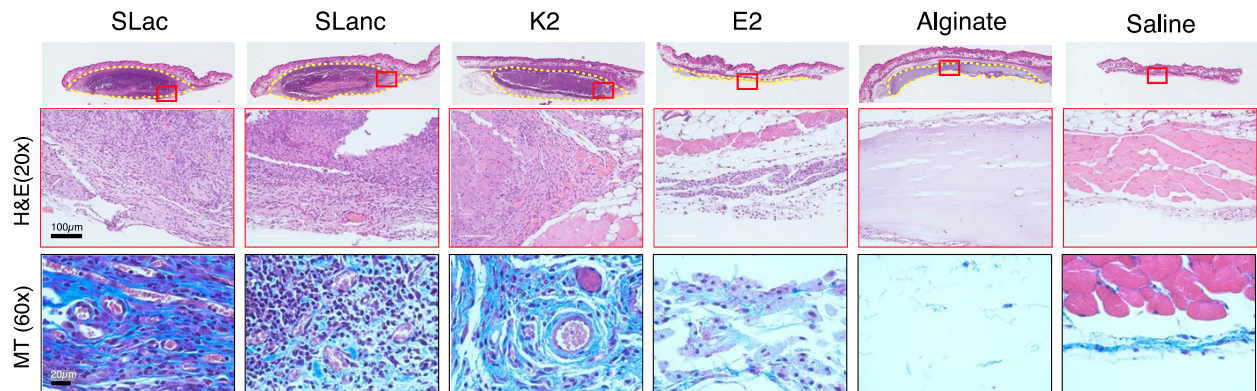 SLac SLanc K2 E2 Alginate Saline
H&E(20x)
100µm
MT (60x)
20µm